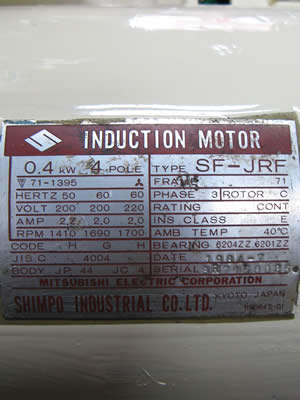 INDUCTION MOTOR
0.4 KW 4 POLE TYPE SF-JRF
71-1395 FRAME 71
HERTZ 50 60 60 PHASE 3 ROTOR C
VOLT 200 200 220 RATING CONT
AMP 2.2 2.0 2.0 INS CLASS E
RPM 1410 1690 1700 AMB TEMP 40°C
CODE H G H BEARING 6204ZZ 6201ZZ
JIS.C 4004 DATE 1984-7
BODY JP 44 JC 4 SERIAL
MITSUBISHI ELECTRIC CORPORATION
SHIMPO INDUSTRIAL CO.LTD. KYOTO JAPAN